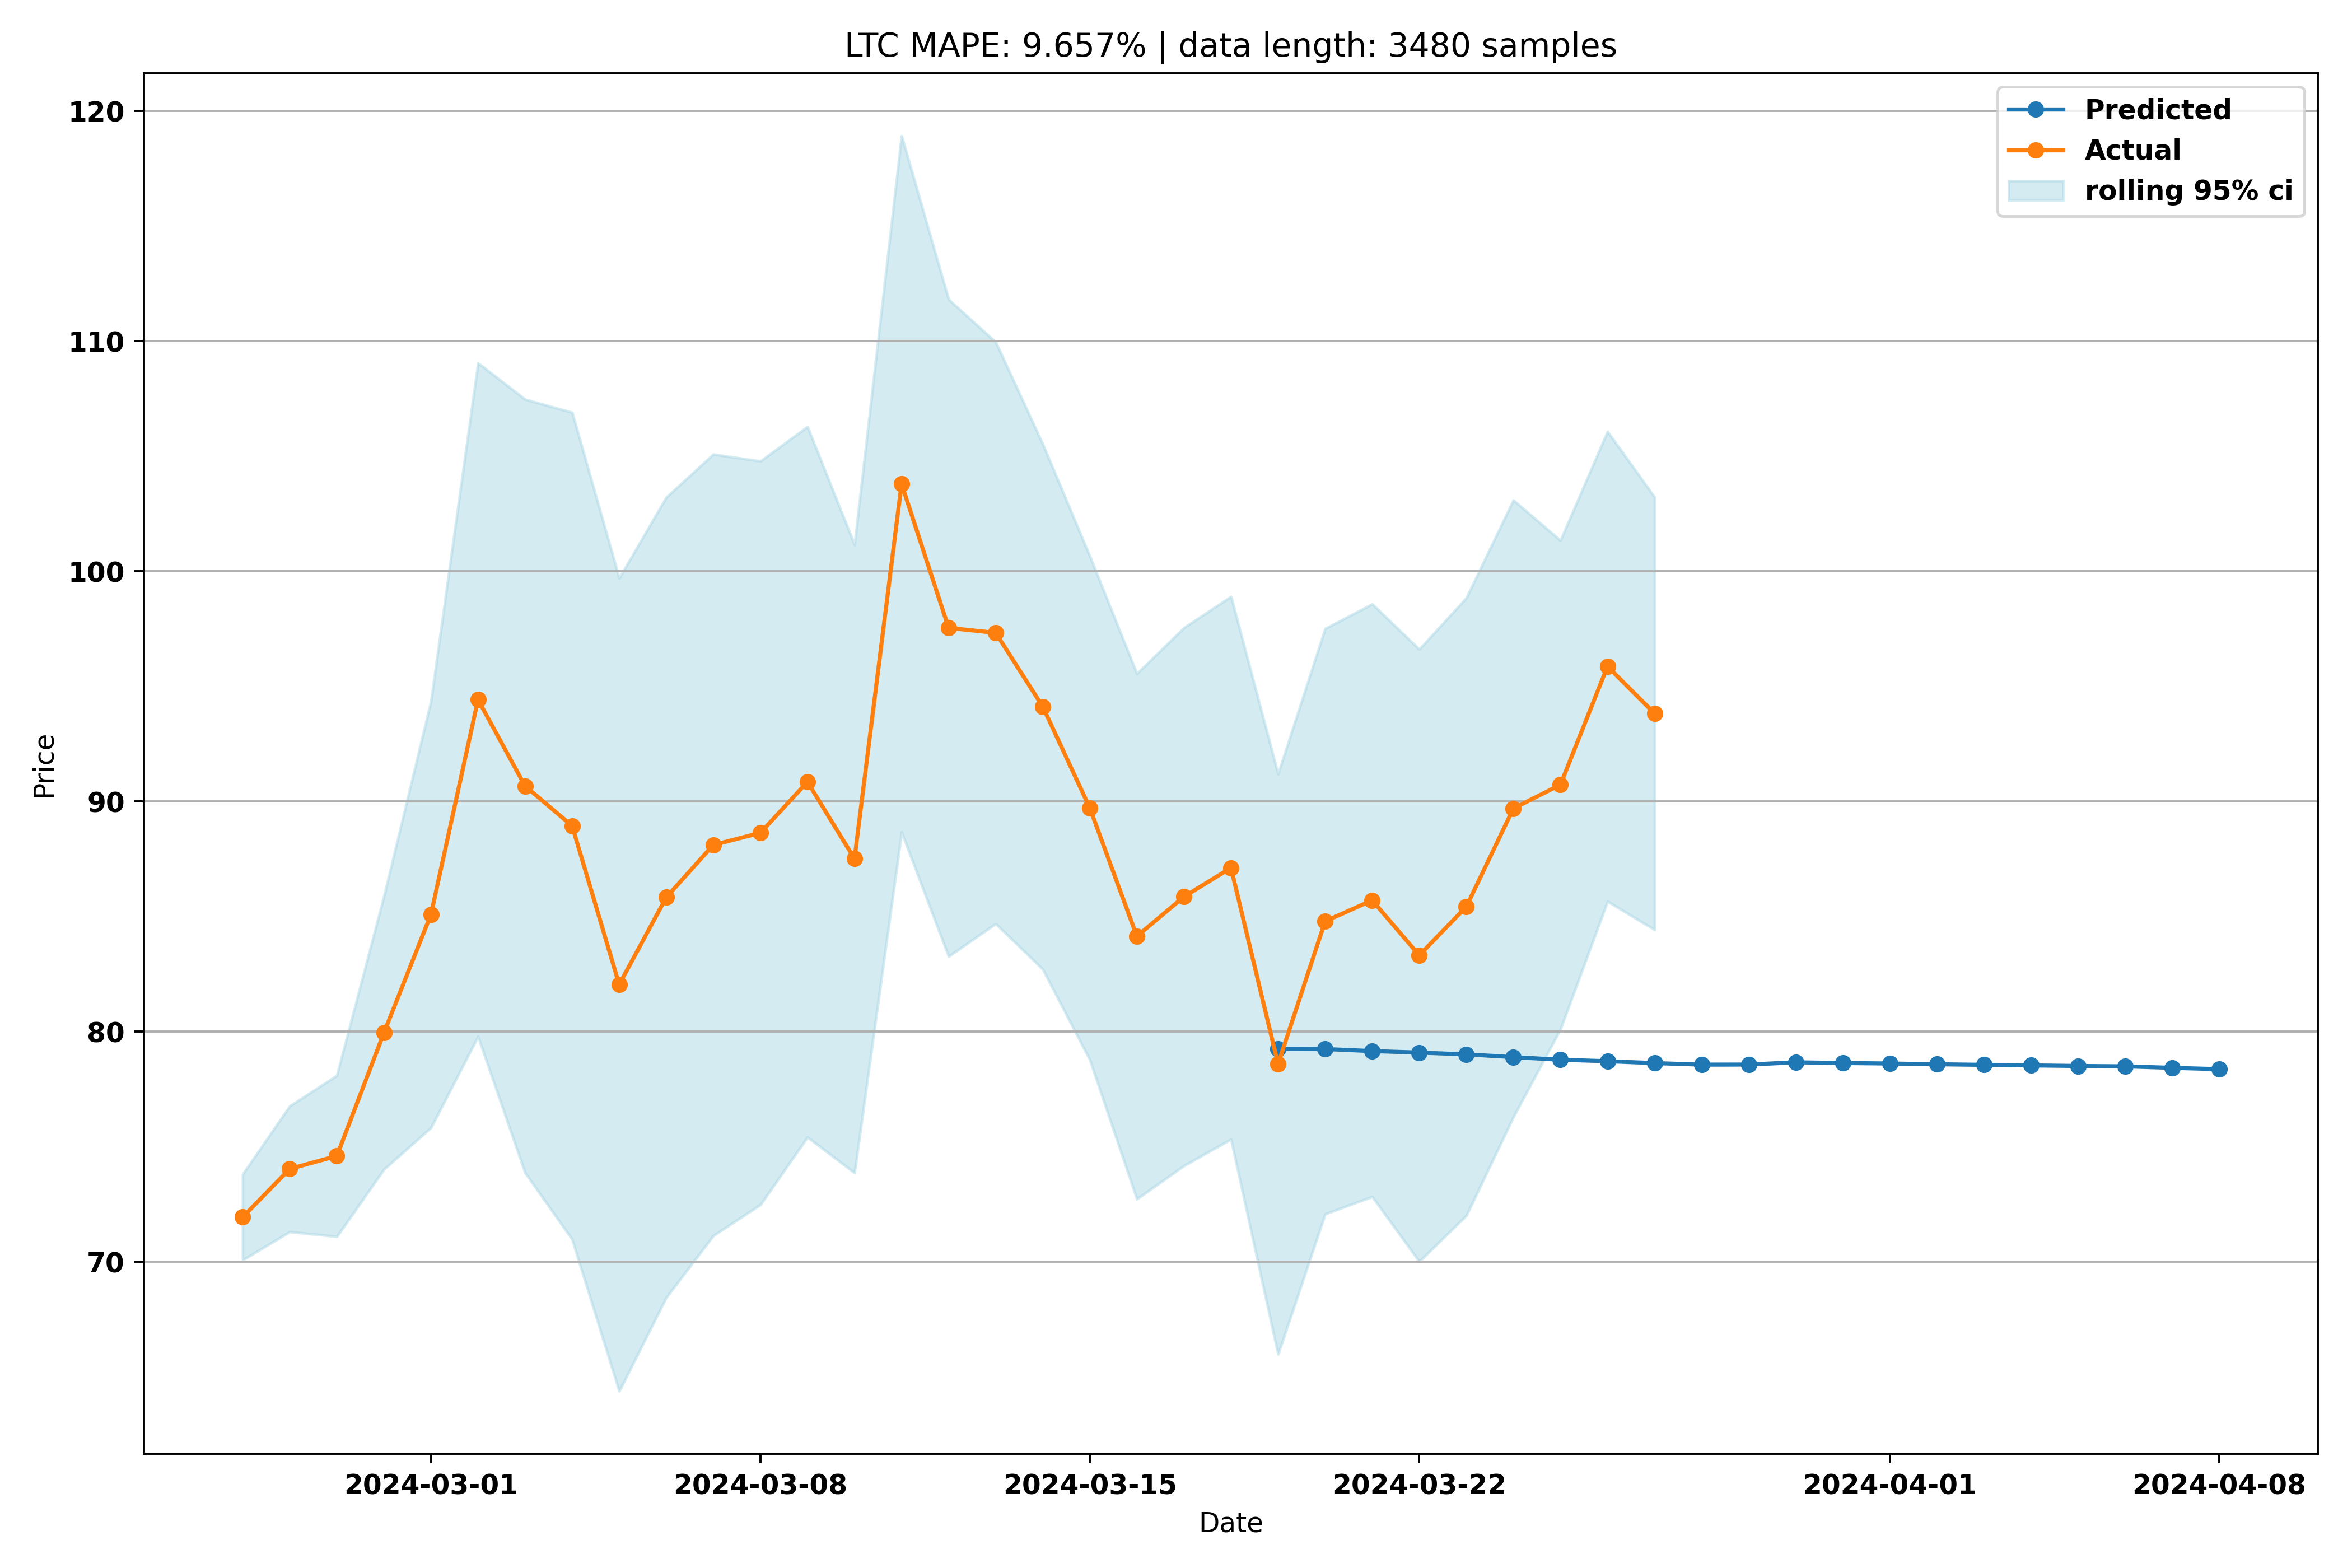 LTC MAPE: 9.657% | data length: 3480 samples
Predicted
Actual
rolling 95% ci
120
110
100
90
80
70
Price
2024-03-01
2024-03-08
2024-03-15
2024-03-22
2024-04-01
2024-04-08
Date